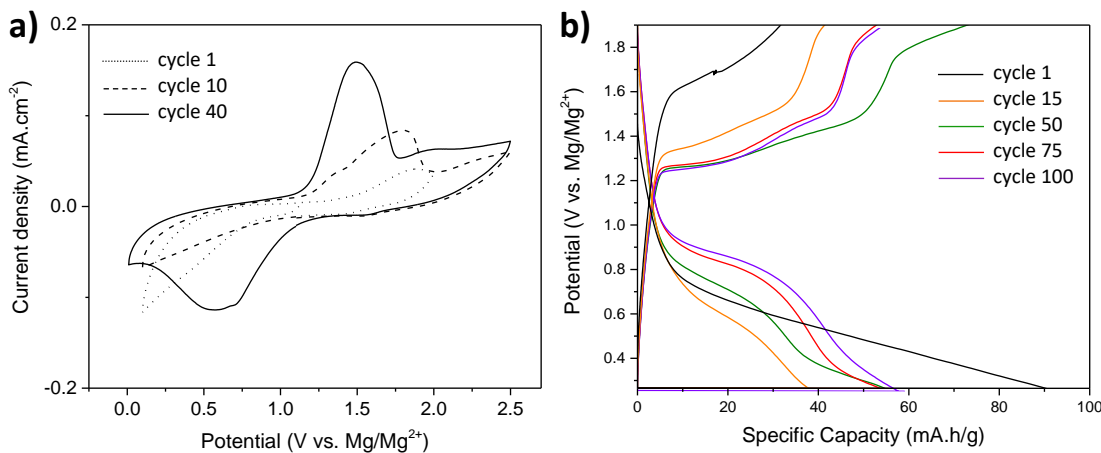 a)
0.2
0.0
-0.2
Current density (mA.cm⁻²)
cycle 1
cycle 10
cycle 40
0.0 0.5 1.0 1.5 2.0 2.5
Potential (V vs. Mg/Mg²⁺)
b)
1.8
1.6
1.4
1.2
1.0
0.8
0.6
0.4
Potential (V vs. Mg/Mg²⁺)
cycle 1
cycle 15
cycle 50
cycle 75
cycle 100
0 20 40 60 80 100
Specific Capacity (mA.h/g)